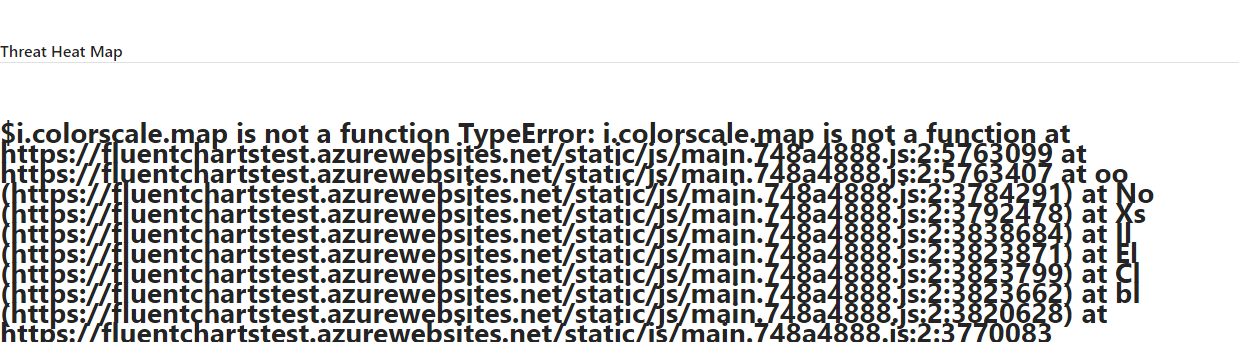 Threat Heat Map
$i.colorscale.map is not a function TypeError: i.colorscale.map is not a function at
https://fluentchartstest.azurewebsites.net/static/js/main.748a4888.js:2:5763099 at
https://fluentchartstest.azurewebsites.net/static/js/main.748a4888.js:2:5763407 at oo
(https://fluentchartstest.azurewebsites.net/static/js/main.748a4888.js:2:3784291) at No
(https://fluentchartstest.azurewebsites.net/static/js/main.748a4888.js:2:3792478) at Xs
(https://fluentchartstest.azurewebsites.net/static/js/main.748a4888.js:2:3838684) at Il
(https://fluentchartstest.azurewebsites.net/static/js/main.748a4888.js:2:3823871) at El
(https://fluentchartstest.azurewebsites.net/static/js/main.748a4888.js:2:3823799) at Cl
(https://fluentchartstest.azurewebsites.net/static/js/main.748a4888.js:2:3823662) at bl
(https://fluentchartstest.azurewebsites.net/static/js/main.748a4888.js:2:3820628) at
https://fluentchartstest.azurewebsites.net/static/js/main.748a4888.js:2:3770083